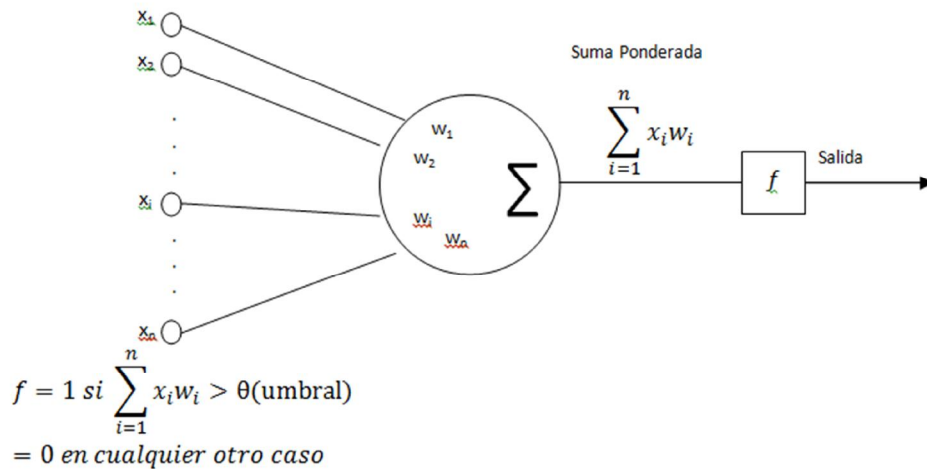 x₁
x₂
.
.
.
xᵢ
.
.
.
xₙ
w₁
w₂
wᵢ
wₙ
∑
Suma Ponderada
n
∑ xᵢwᵢ
i=1
f
Salida
n
f = 1 si ∑ xᵢwᵢ > θ(umbral)
i=1
= 0 en cualquier otro caso